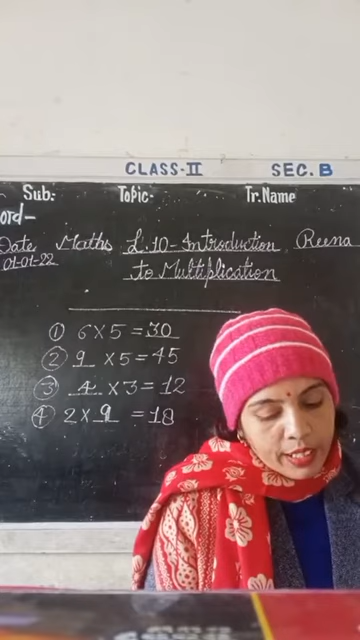 CLASS-II SEC. B
Sub: Topic- Tr. Name
ord-
Date Maths L.10-Introduction Reena
01-01-22 to Multiplication
① 6×5=30
② 9 ×5=45
③ 4 ×3=12
④ 2×9=18